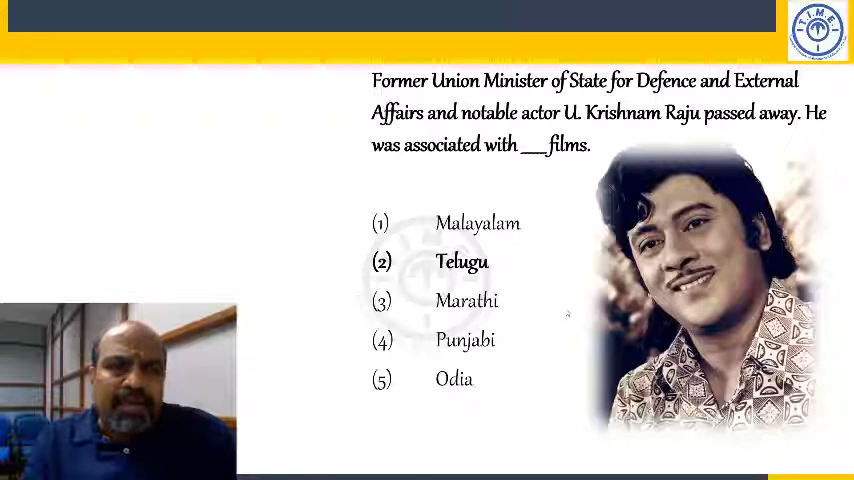 T.I.M.E.
Former Union Minister of State for Defence and External
Affairs and notable actor U. Krishnam Raju passed away. He
was associated with ___ films.
(1) Malayalam
(2) Telugu
(3) Marathi
(4) Punjabi
(5) Odia